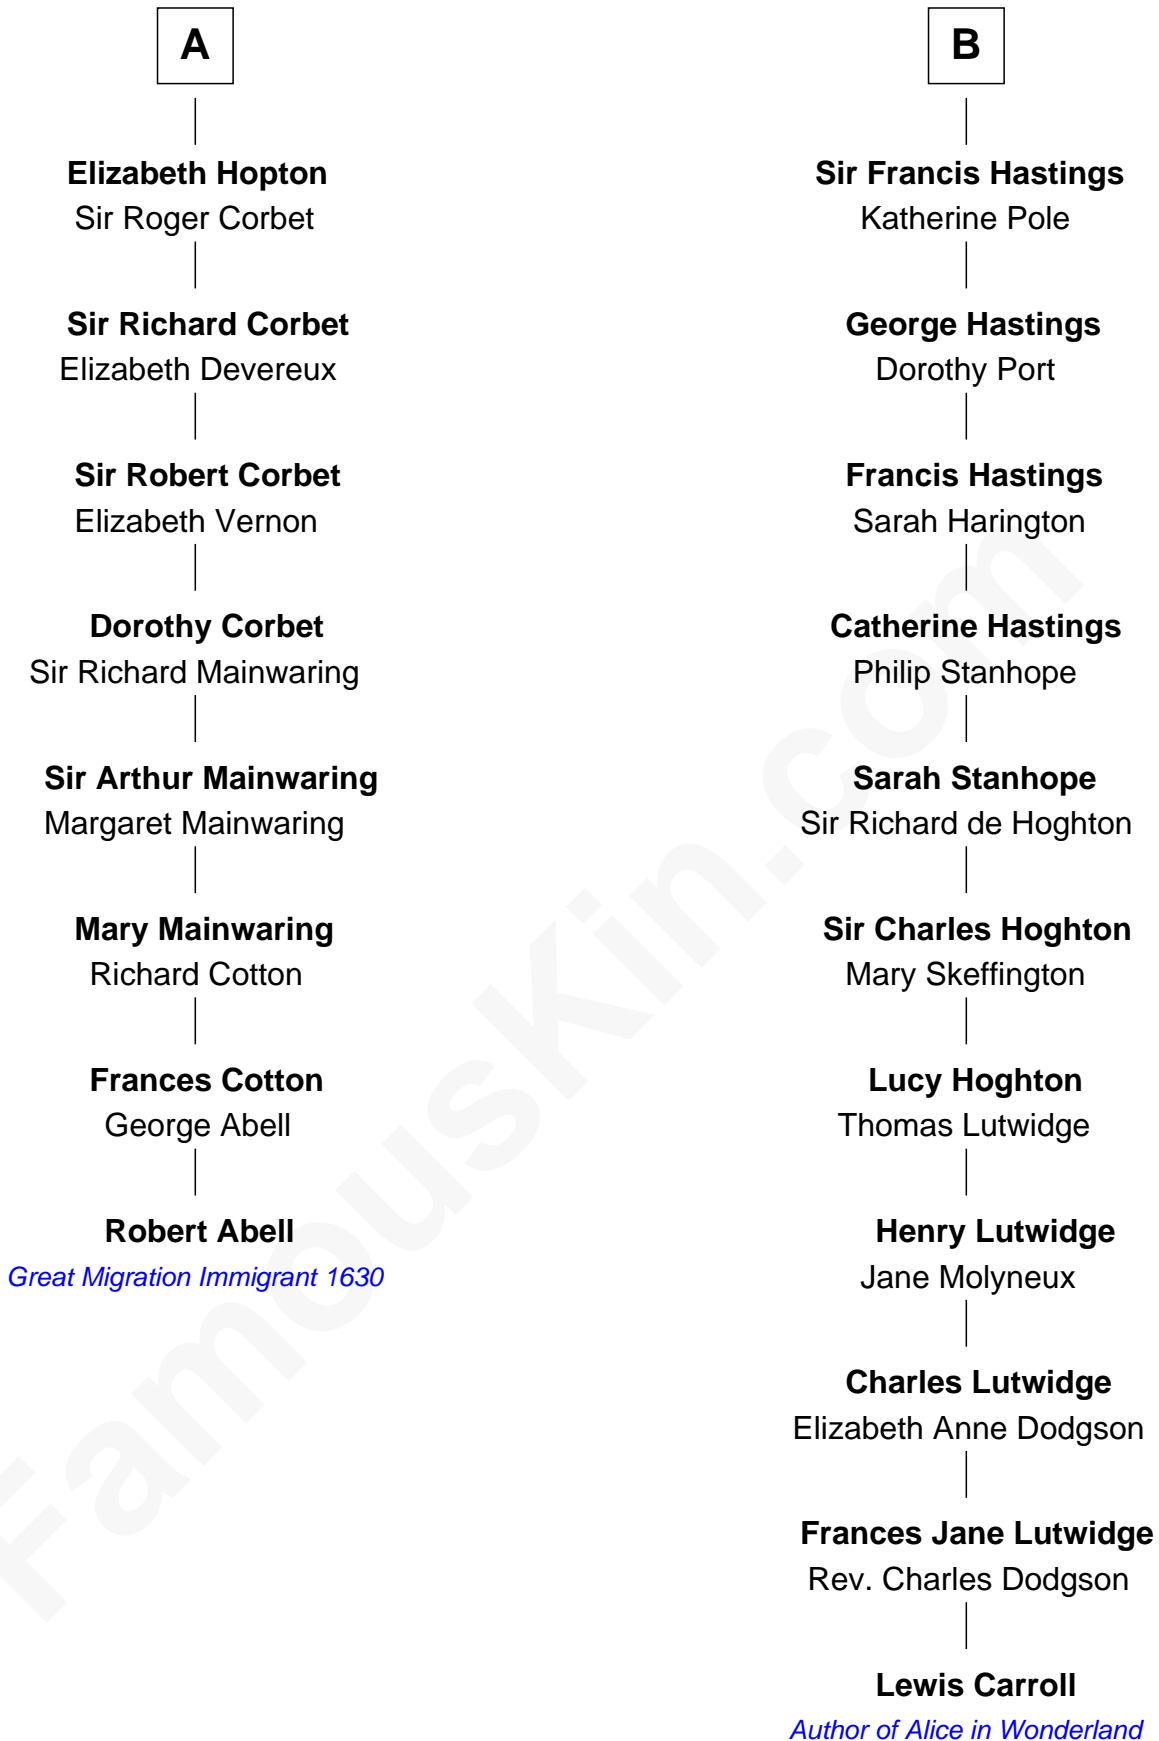 A
Elizabeth Hopton
Sir Roger Corbet
Sir Richard Corbet
Elizabeth Devereux
Sir Robert Corbet
Elizabeth Vernon
Dorothy Corbet
Sir Richard Mainwaring
Sir Arthur Mainwaring
Margaret Mainwaring
Mary Mainwaring
Richard Cotton
Frances Cotton
George Abell
Robert Abell
Great Migration Immigrant 1630
B
Sir Francis Hastings
Katherine Pole
George Hastings
Dorothy Port
Francis Hastings
Sarah Harington
Catherine Hastings
Philip Stanhope
Sarah Stanhope
Sir Richard de Hoghton
Sir Charles Hoghton
Mary Skeffington
Lucy Hoghton
Thomas Lutwidge
Henry Lutwidge
Jane Molyneux
Charles Lutwidge
Elizabeth Anne Dodgson
Frances Jane Lutwidge
Rev. Charles Dodgson
Lewis Carroll
Author of Alice in Wonderland
FamousKin.com